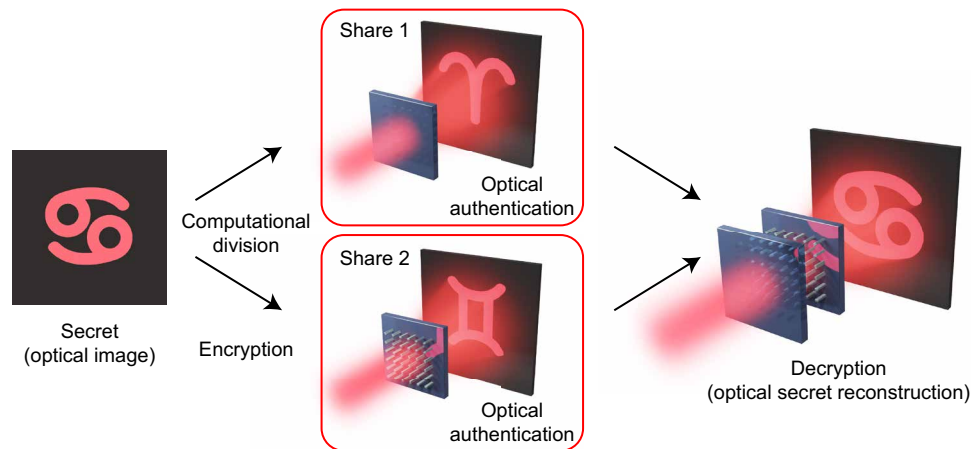 Share 1
Optical
authentication
Computational
division
Secret
(optical image)
Encryption
Share 2
Optical
authentication
Decryption
(optical secret reconstruction)